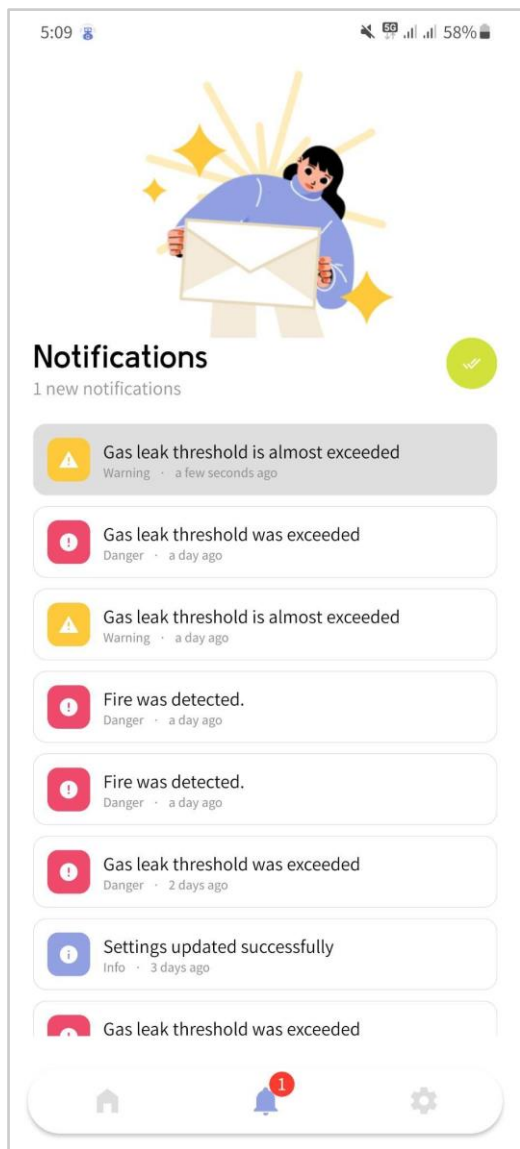 5:09
5G
58%
Notifications
1 new notifications
Gas leak threshold is almost exceeded
Warning · a few seconds ago
Gas leak threshold was exceeded
Danger · a day ago
Gas leak threshold is almost exceeded
Warning · a day ago
Fire was detected.
Danger · a day ago
Fire was detected.
Danger · a day ago
Gas leak threshold was exceeded
Danger · 2 days ago
Settings updated successfully
Info · 3 days ago
Gas leak threshold was exceeded
1